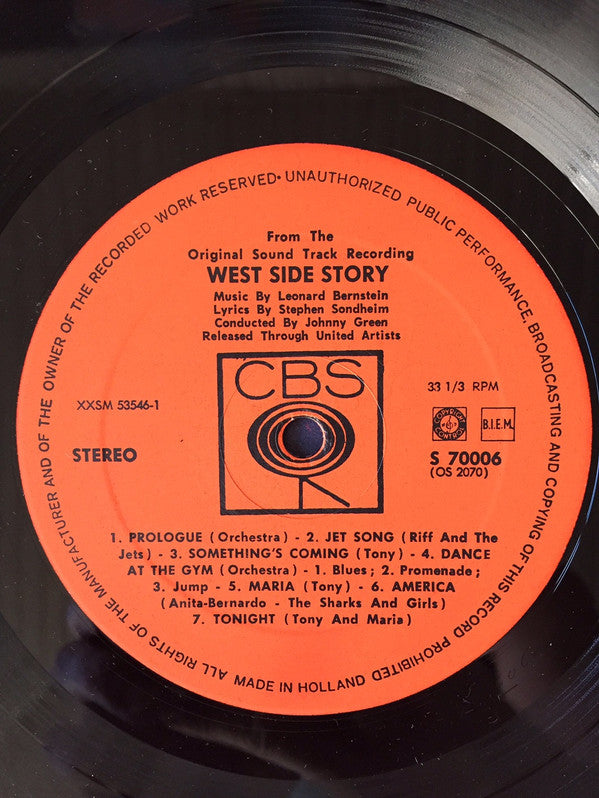 ALL RIGHTS OF THE MANUFACTURER AND OF THE OWNER OF THE RECORDED WORK RESERVED• UNAUTHORIZED PUBLIC PERFORMANCE, BROADCASTING AND COPYING OF THIS RECORD PROHIBITED
From The
Original Sound Track Recording
WEST SIDE STORY
Music By Leonard Bernstein
Lyrics By Stephen Sondheim
Conducted By Johnny Green
Released Through United Artists
CBS
33 1/3 RPM
XXSM 53546-1
COPYRIGHT CONTROL
B.I.E.M.
STEREO
S 70006
(OS 2070)
1. PROLOGUE (Orchestra) - 2. JET SONG (Riff And The
Jets) - 3. SOMETHING'S COMING (Tony) - 4. DANCE
AT THE GYM (Orchestra) - 1. Blues; 2. Promenade;
3. Jump - 5. MARIA (Tony) - 6. AMERICA
(Anita-Bernardo - The Sharks And Girls)
7. TONIGHT (Tony And Maria)
MADE IN HOLLAND